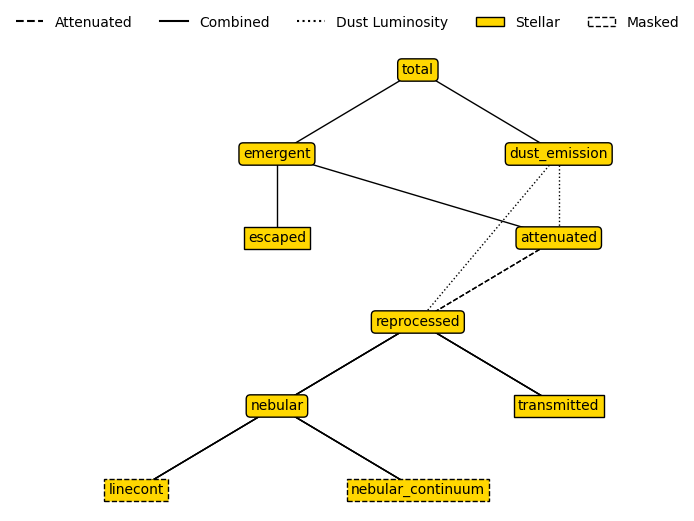 Attenuated Combined Dust Luminosity Stellar Masked
total
emergent dust_emission
escaped attenuated
reprocessed
nebular transmitted
linecont nebular_continuum